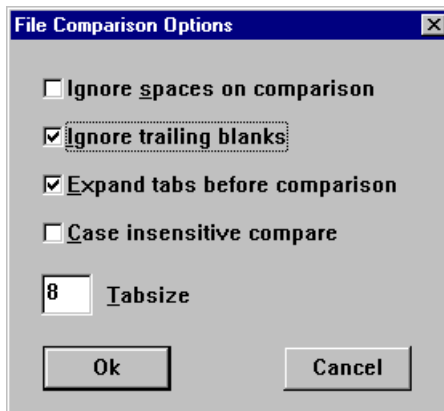 File Comparison Options
Ignore spaces on comparison
Ignore trailing blanks
Expand tabs before comparison
Case insensitive compare
8 Tabsize
Ok Cancel